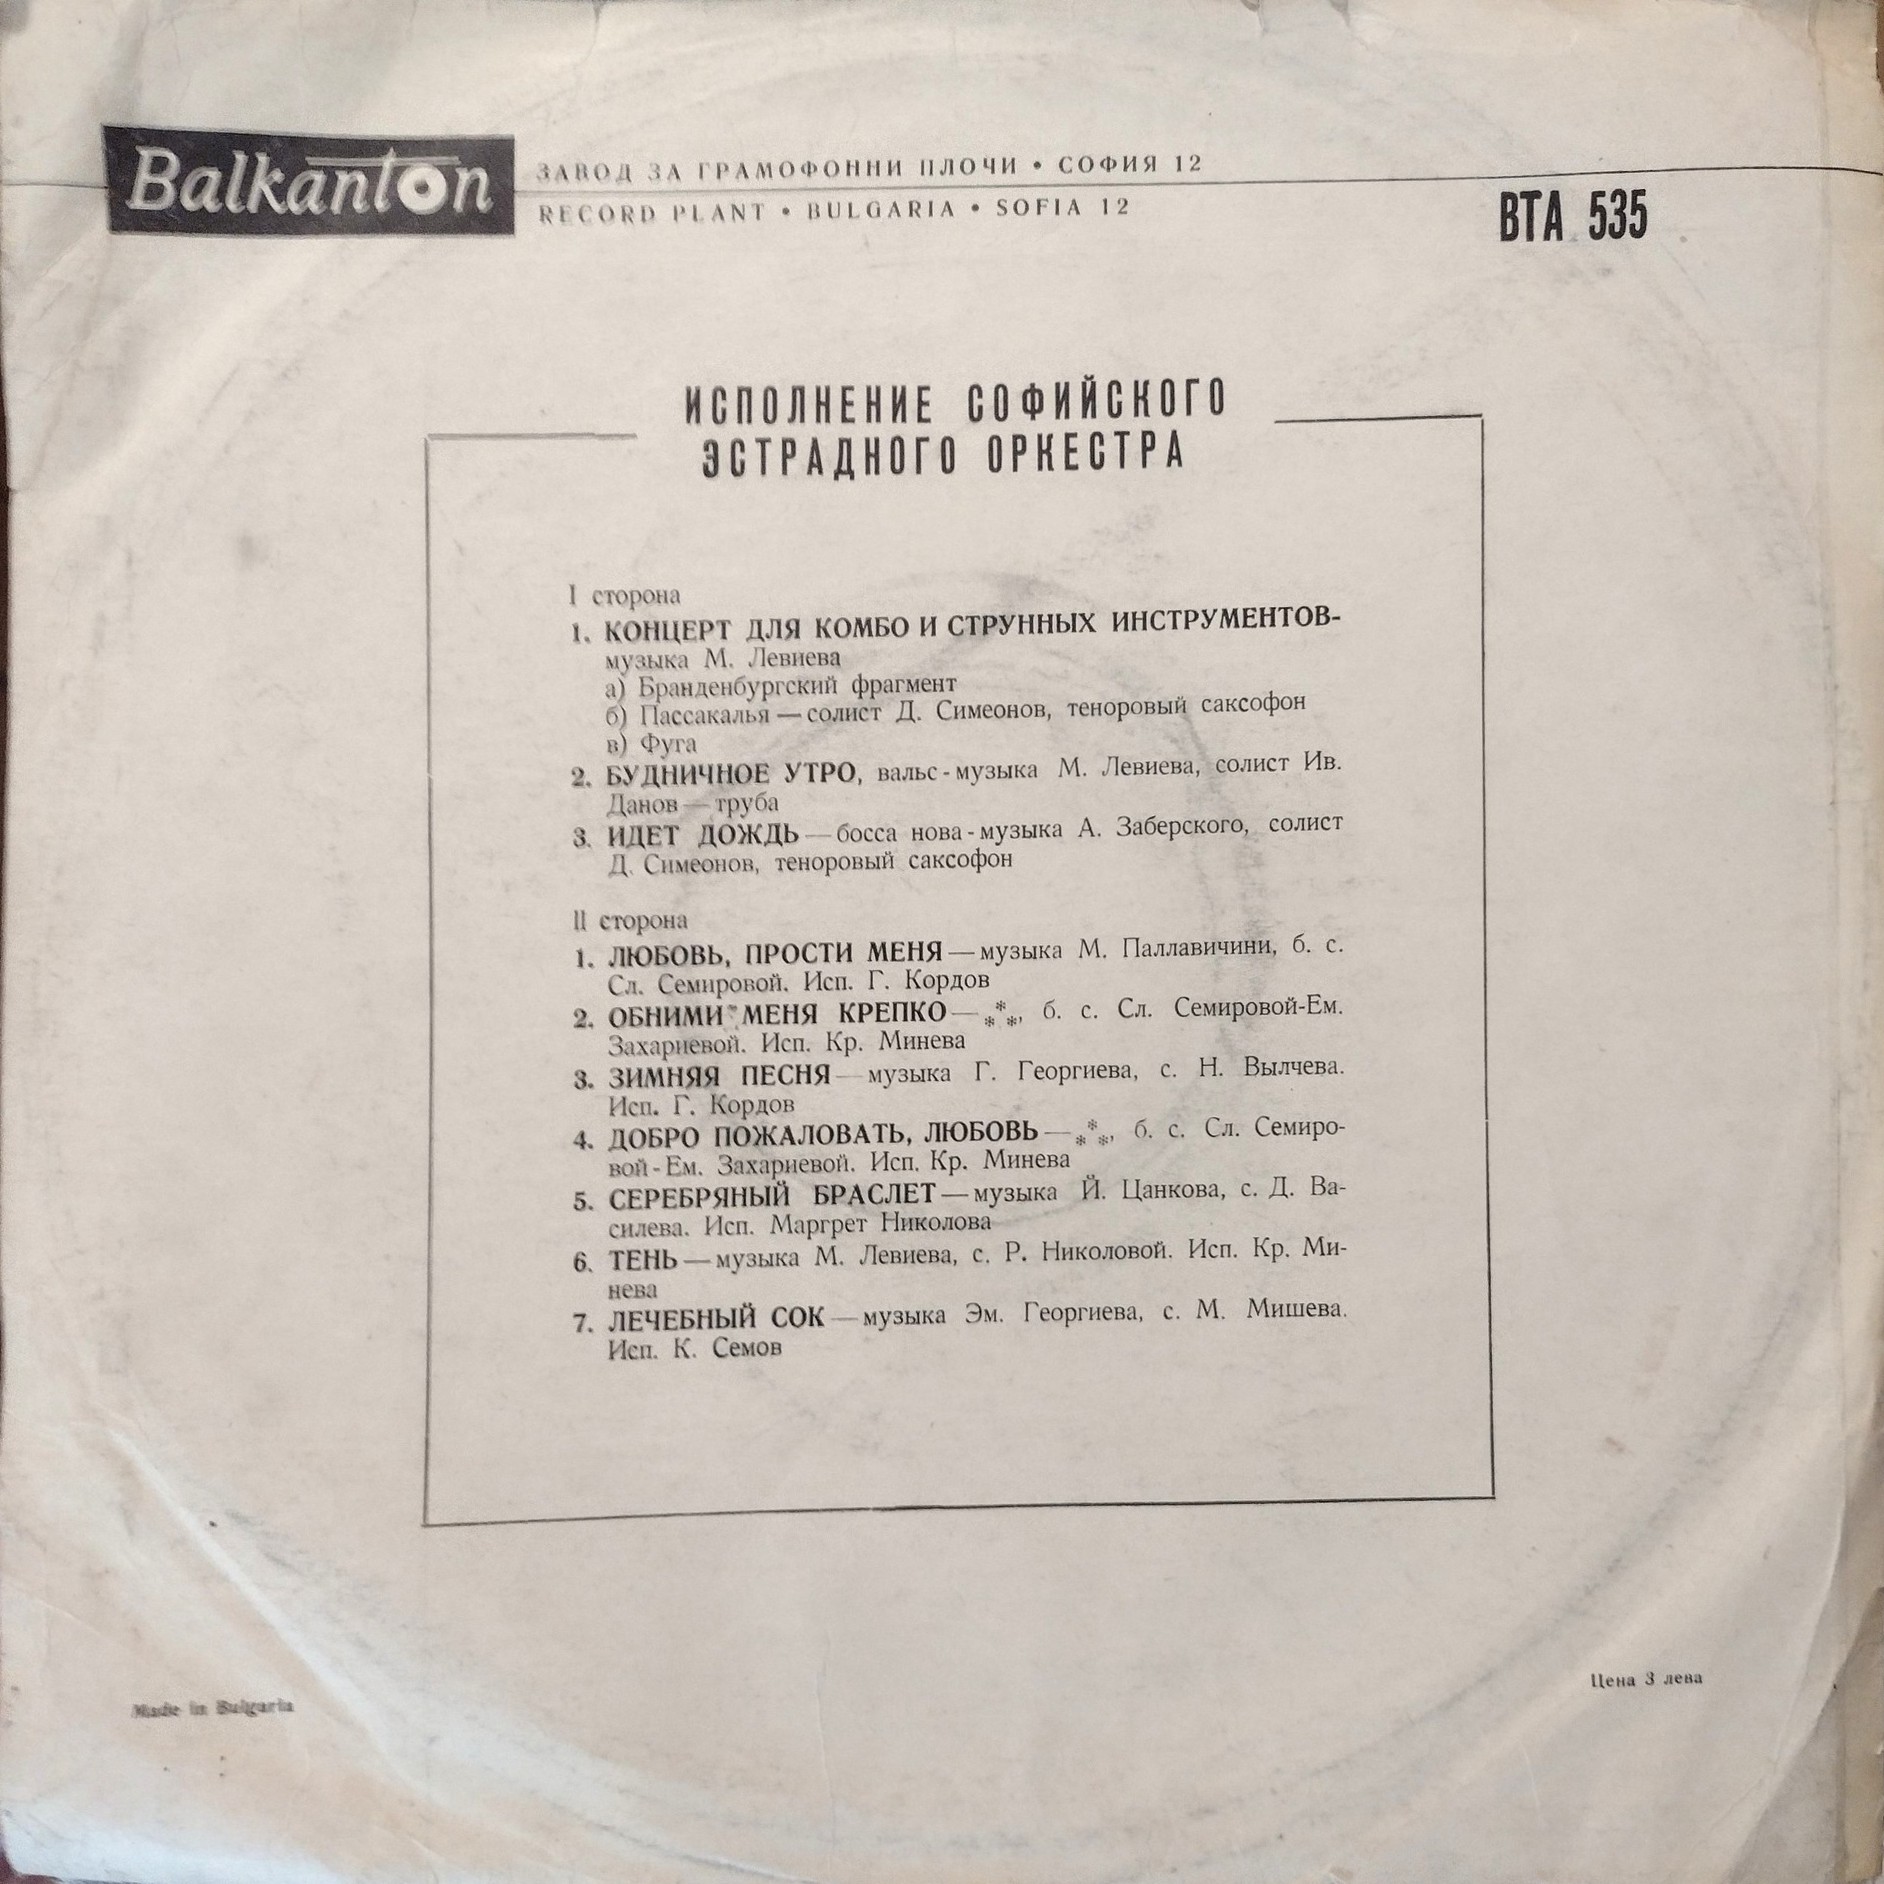 Balkanton
ЗАВОД ЗА ГРАМОФОННИ ПЛОЧИ • СОФИЯ 12
RECORD PLANT • BULGARIA • SOFIA 12
ВТА 535
ИСПОЛНЕНИЕ СОФИЙСКОГО
ЭСТРАДНОГО ОРКЕСТРА
I сторона
1. КОНЦЕРТ ДЛЯ КОМБО И СТРУННЫХ ИНСТРУМЕНТОВ-
музыка М. Левиева
а) Бранденбургский фрагмент
б) Пассакалья — солист Д. Симеонов, теноровый саксофон
в) Фуга
2. БУДНИЧНОЕ УТРО, вальс - музыка М. Левиева, солист Ив.
Данов — труба
3. ИДЕТ ДОЖДЬ — босса нова - музыка А. Заберского, солист
Д. Симеонов, теноровый саксофон
II сторона
1. ЛЮБОВЬ, ПРОСТИ МЕНЯ — музыка М. Паллавичини, б. с.
Сл. Семировой. Исп. Г. Кордов
2. ОБНИМИ МЕНЯ КРЕПКО — ***, б. с. Сл. Семировой-Ем.
Захариевой. Исп. Кр. Минева
3. ЗИМНЯЯ ПЕСНЯ — музыка Г. Георгиева, с. Н. Вылчева.
Исп. Г. Кордов
4. ДОБРО ПОЖАЛОВАТЬ, ЛЮБОВЬ — ***, б. с. Сл. Семиро-
вой - Ем. Захариевой. Исп. Кр. Минева
5. СЕРЕБРЯНЫЙ БРАСЛЕТ — музыка Й. Цанкова, с. Д. Ва-
силева. Исп. Маргрет Николова
6. ТЕНЬ — музыка М. Левиева, с. Р. Николовой. Исп. Кр. Ми-
нева
7. ЛЕЧЕБНЫЙ СОК — музыка Эм. Георгиева, с. М. Мишева.
Исп. К. Семов
Made in Bulgaria
Цена 3 лева